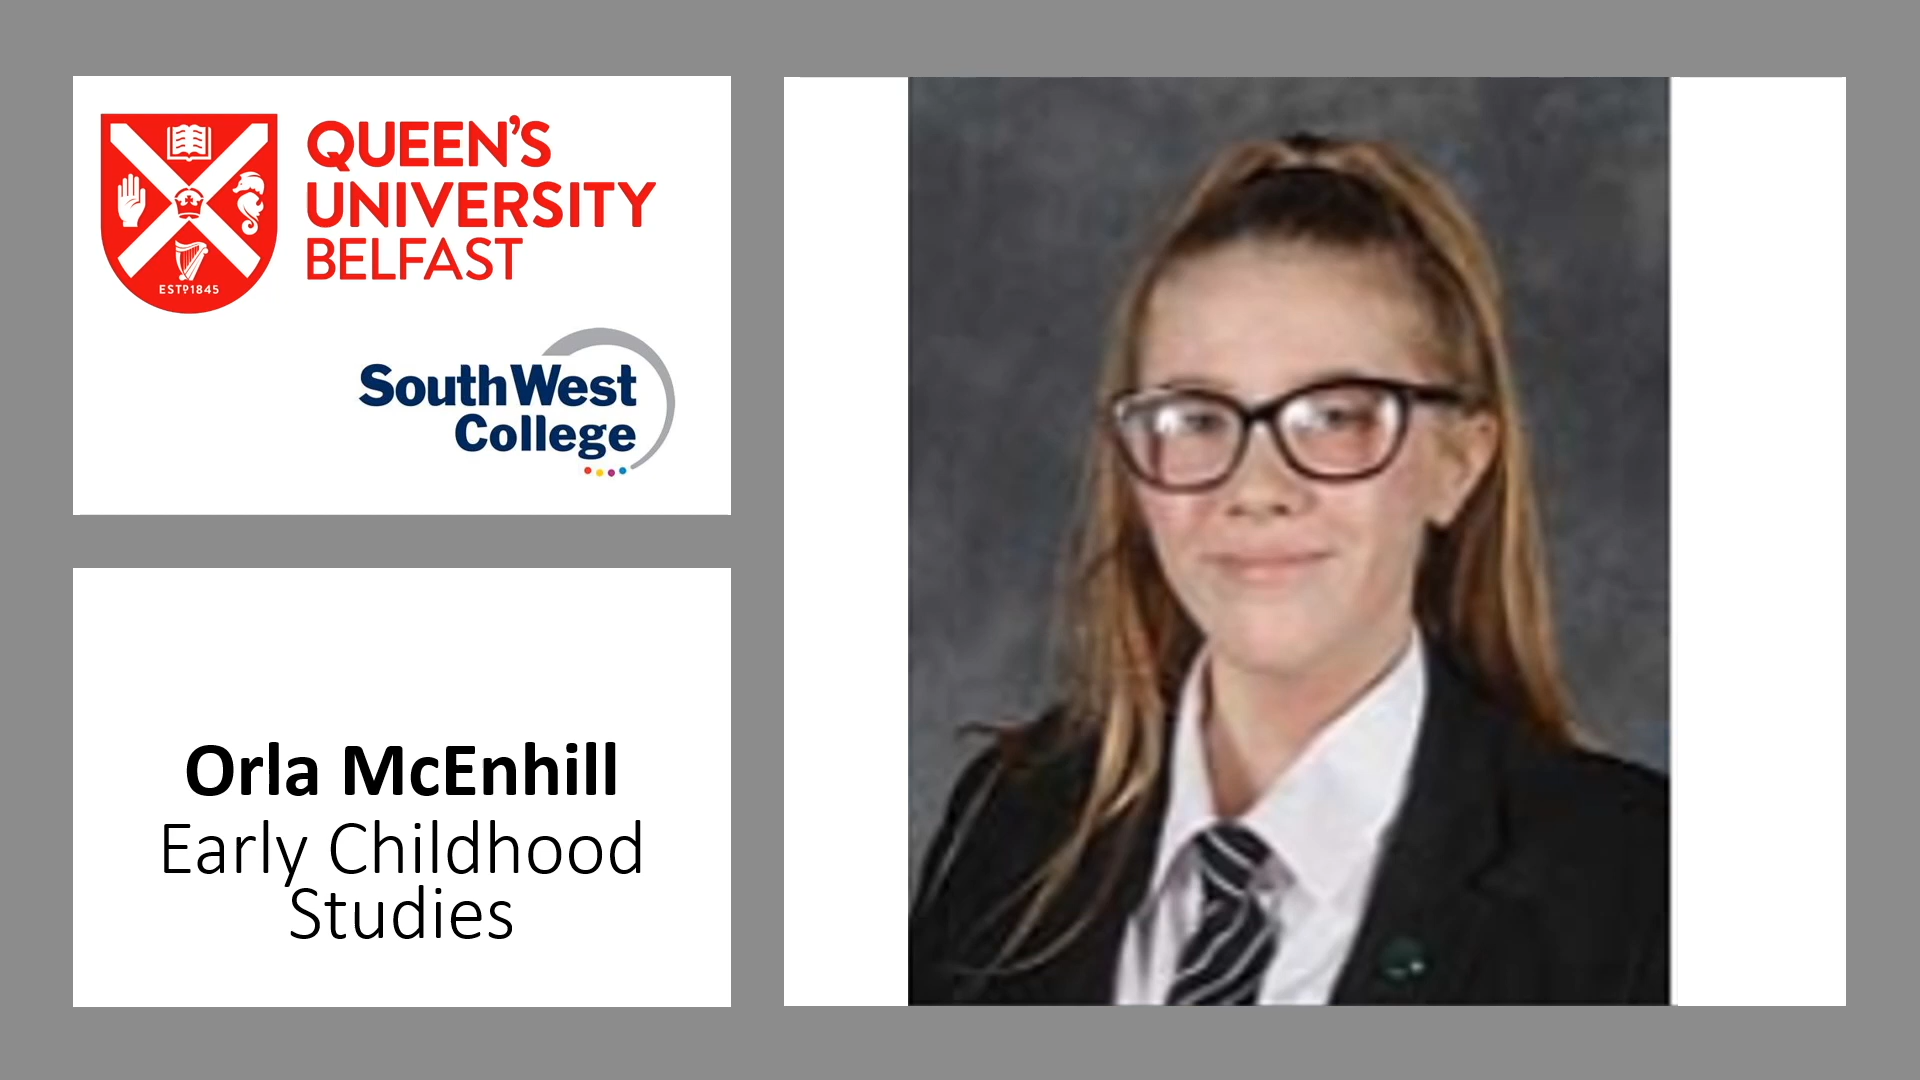 QUEEN'S
UNIVERSITY
BELFAST
ESTD 1845
SouthWest
College
Orla McEnhill
Early Childhood
Studies